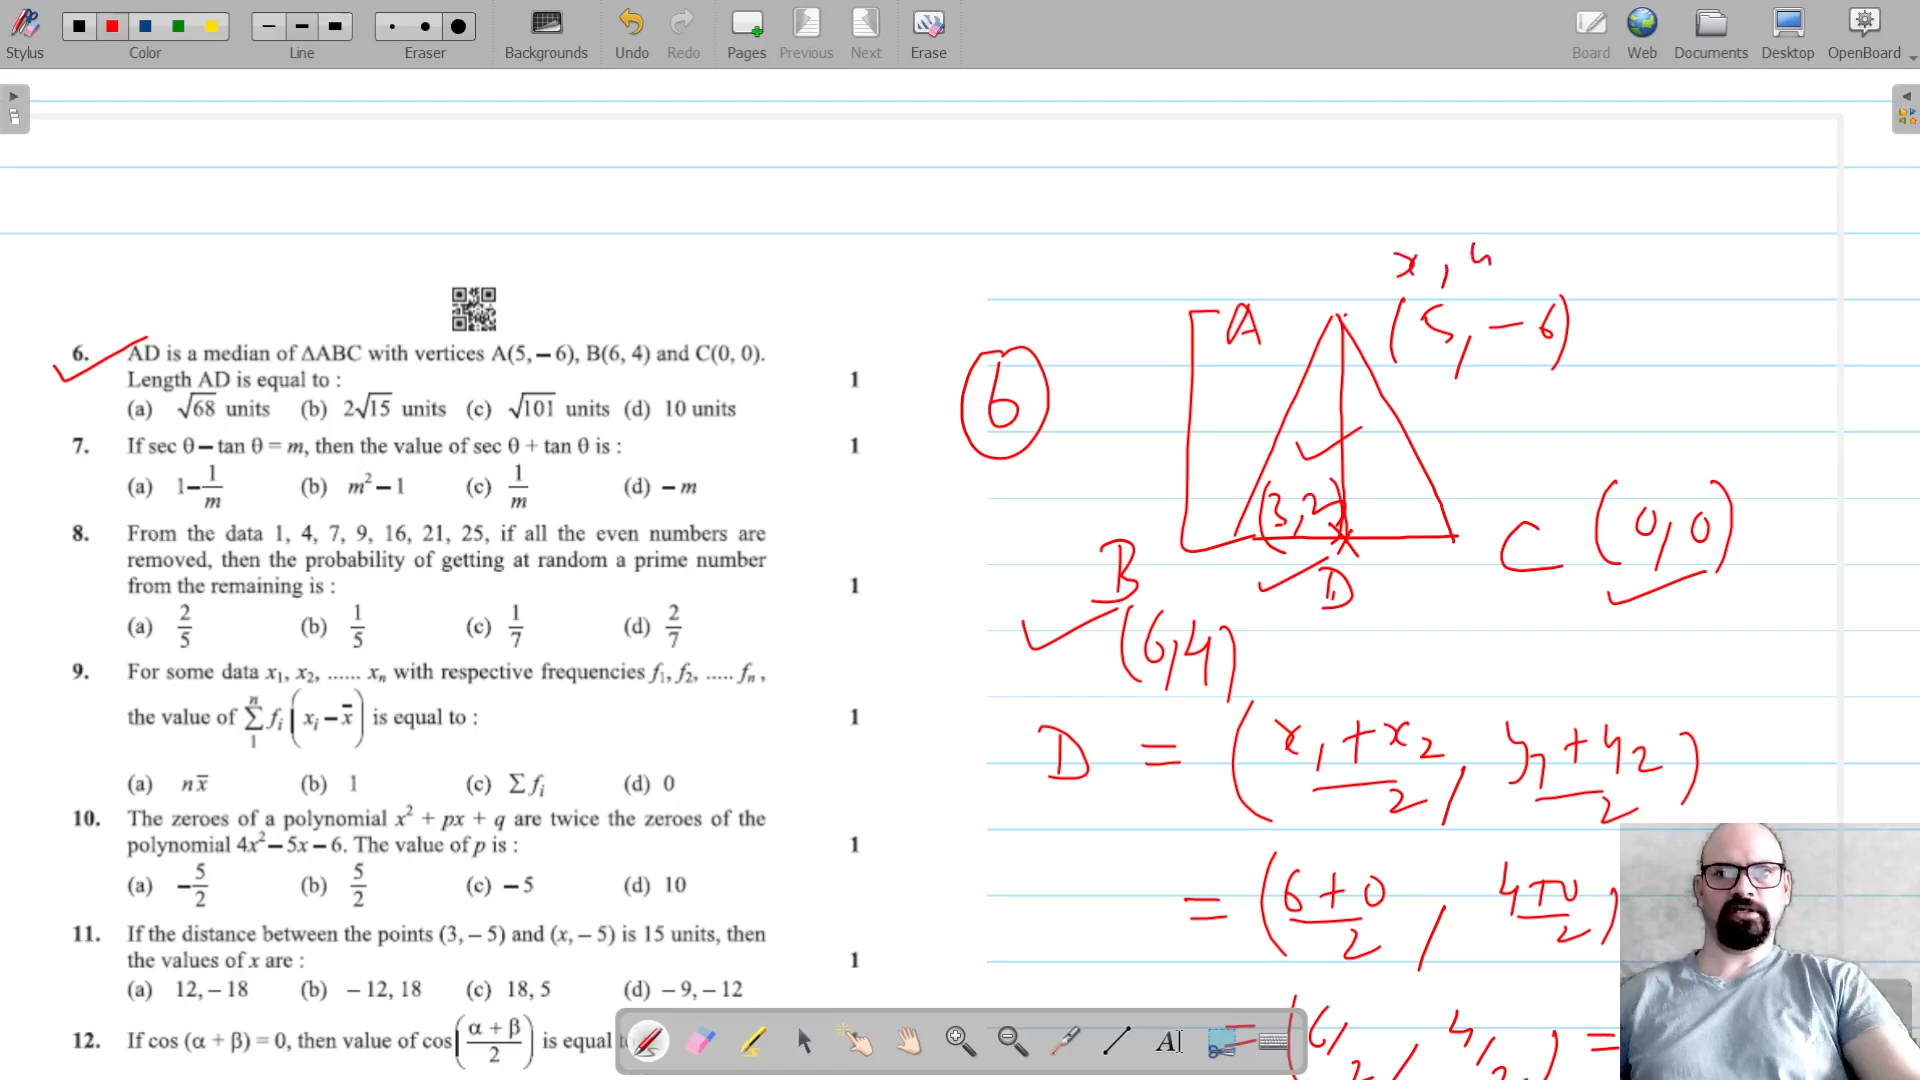 Stylus Color Line Eraser Backgrounds Undo Redo Pages Previous Next Erase Board Web Documents Desktop OpenBoard
6. AD is a median of ΔABC with vertices A(5, – 6), B(6, 4) and C(0, 0).
Length AD is equal to : 1
(a) √68 units (b) 2√15 units (c) √101 units (d) 10 units
7. If sec θ – tan θ = m, then the value of sec θ + tan θ is : 1
(a) 1 – 1/m (b) m² – 1 (c) 1/m (d) – m
8. From the data 1, 4, 7, 9, 16, 21, 25, if all the even numbers are
removed, then the probability of getting at random a prime number
from the remaining is : 1
(a) 2/5 (b) 1/5 (c) 1/7 (d) 2/7
9. For some data x₁, x₂, ...... xₙ with respective frequencies f₁, f₂, ..... fₙ,
the value of Σ₁ⁿ fᵢ (xᵢ – x̄) is equal to : 1
(a) nx̄ (b) 1 (c) Σfᵢ (d) 0
10. The zeroes of a polynomial x² + px + q are twice the zeroes of the
polynomial 4x² – 5x – 6. The value of p is : 1
(a) – 5/2 (b) 5/2 (c) – 5 (d) 10
11. If the distance between the points (3, – 5) and (x, – 5) is 15 units, then
the values of x are : 1
(a) 12, – 18 (b) – 12, 18 (c) 18, 5 (d) – 9, – 12
12. If cos (α + β) = 0, then value of cos((α + β)/2) is equal
x, y
A (5, – 6)
6
(3, 2)
B D C (0, 0)
(6, 4)
D = ((x₁+x₂)/2, (y₁+y₂)/2)
= ((6+0)/2, (4+0)/2)
(6/2, 4/2) =